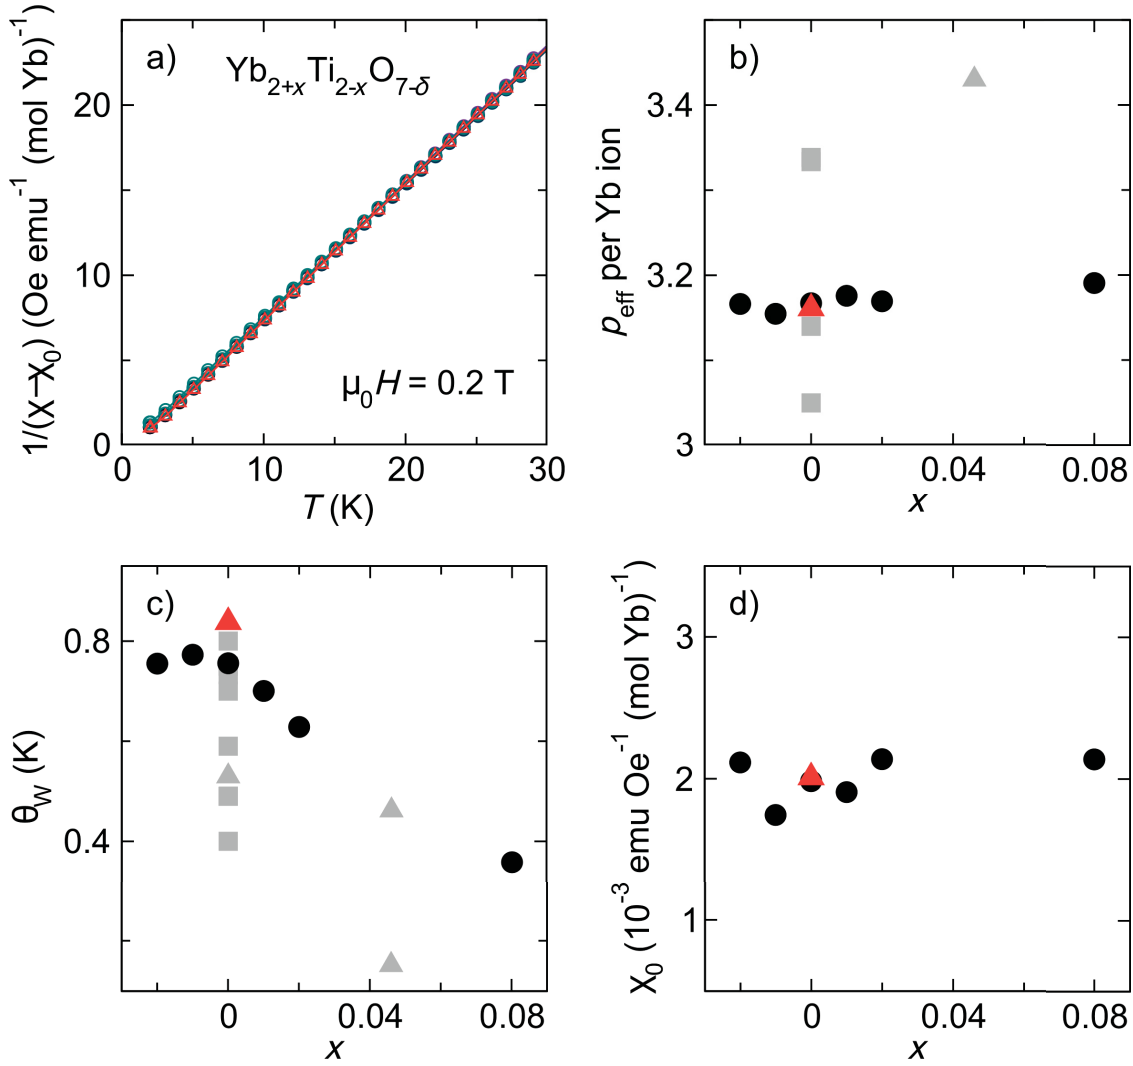 a)
Yb2+xTi2-xO7-δ
μ0H = 0.2 T
1/(χ−χ0) (Oe emu-1 (mol Yb)-1)
20
10
0
0 10 20 30
T (K)
b)
peff per Yb ion
3.4
3.2
3
0 0.04 0.08
x
c)
θW (K)
0.8
0.4
0 0.04 0.08
x
d)
χ0 (10-3 emu Oe-1 (mol Yb)-1)
3
2
1
0 0.04 0.08
x